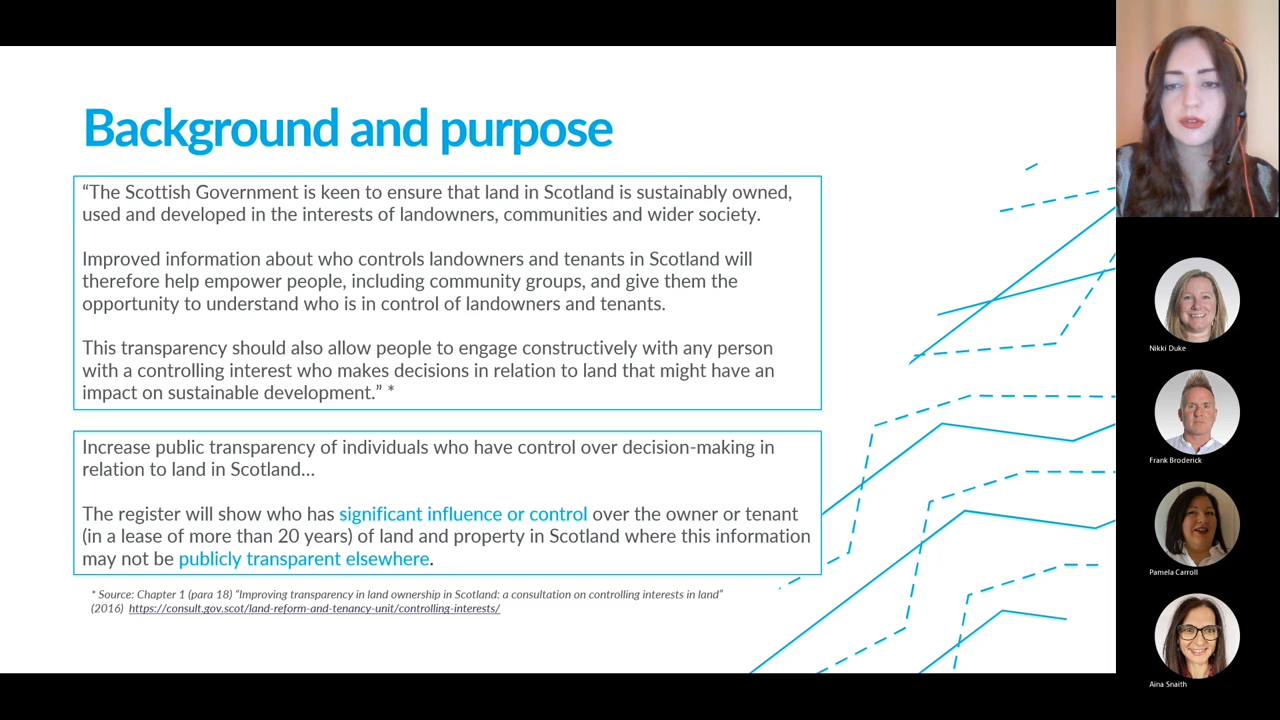 Background and purpose
“The Scottish Government is keen to ensure that land in Scotland is sustainably owned,
used and developed in the interests of landowners, communities and wider society.
Improved information about who controls landowners and tenants in Scotland will
therefore help empower people, including community groups, and give them the
opportunity to understand who is in control of landowners and tenants.
This transparency should also allow people to engage constructively with any person
with a controlling interest who makes decisions in relation to land that might have an
impact on sustainable development.” *
Increase public transparency of individuals who have control over decision-making in
relation to land in Scotland...
The register will show who has significant influence or control over the owner or tenant
(in a lease of more than 20 years) of land and property in Scotland where this information
may not be publicly transparent elsewhere.
* Source: Chapter 1 (para 18) “Improving transparency in land ownership in Scotland: a consultation on controlling interests in land”
(2016) https://consult.gov.scot/land-reform-and-tenancy-unit/controlling-interests/
Nikki Duke
Frank Broderick
Pamela Carroll
Aina Snaith